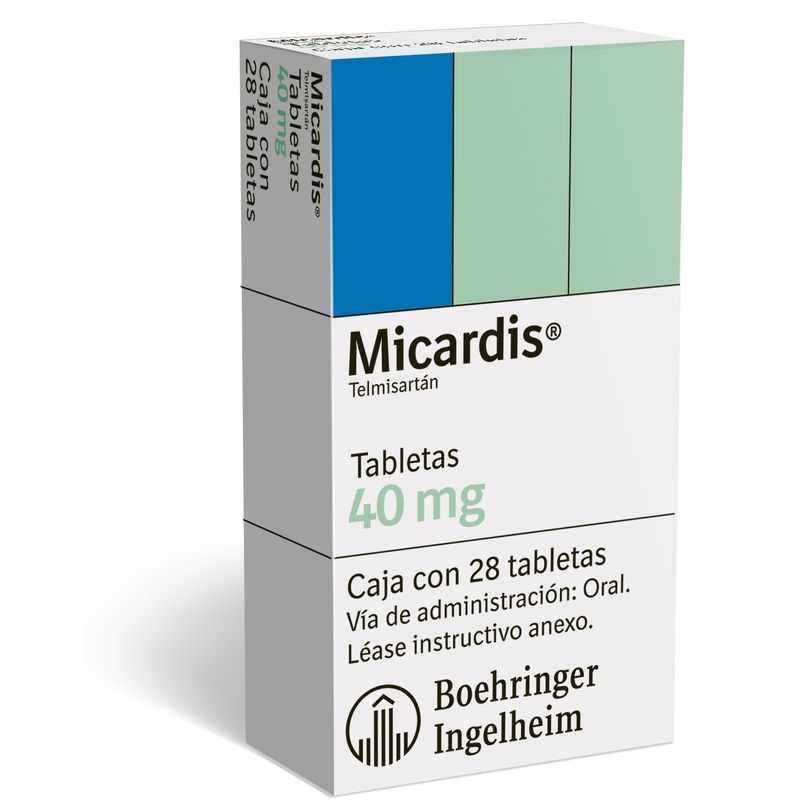 Micardis®
Telmisartán
Tabletas
40 mg
Caja con
28 tabletas
Micardis®
Telmisartán
Tabletas
40 mg
Caja con 28 tabletas
Vía de administración: Oral.
Léase instructivo anexo.
Boehringer
Ingelheim